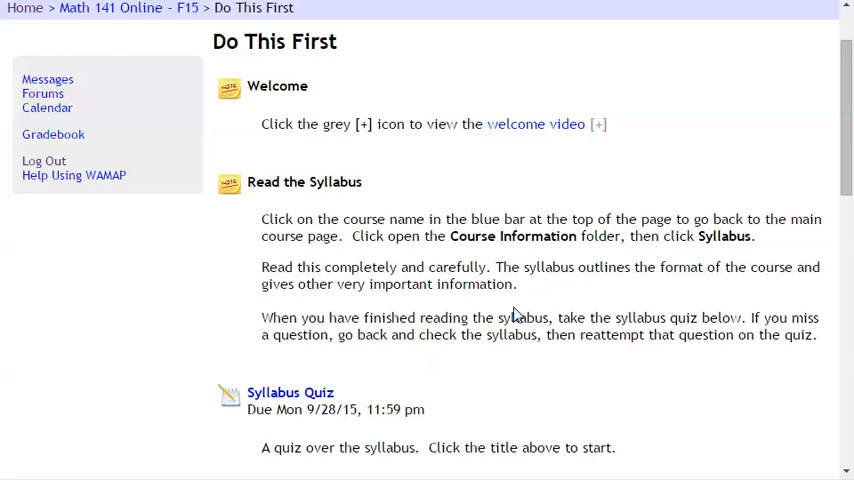 Home > Math 141 Online - F15 > Do This First
Do This First
Messages
Forums
Calendar
Gradebook
Log Out
Help Using WAMAP
NOTE
Welcome
Click the grey [+] icon to view the welcome video [+]
NOTE
Read the Syllabus
Click on the course name in the blue bar at the top of the page to go back to the main
course page. Click open the Course Information folder, then click Syllabus.
Read this completely and carefully. The syllabus outlines the format of the course and
gives other very important information.
When you have finished reading the syllabus, take the syllabus quiz below. If you miss
a question, go back and check the syllabus, then reattempt that question on the quiz.
Syllabus Quiz
Due Mon 9/28/15, 11:59 pm
A quiz over the syllabus. Click the title above to start.